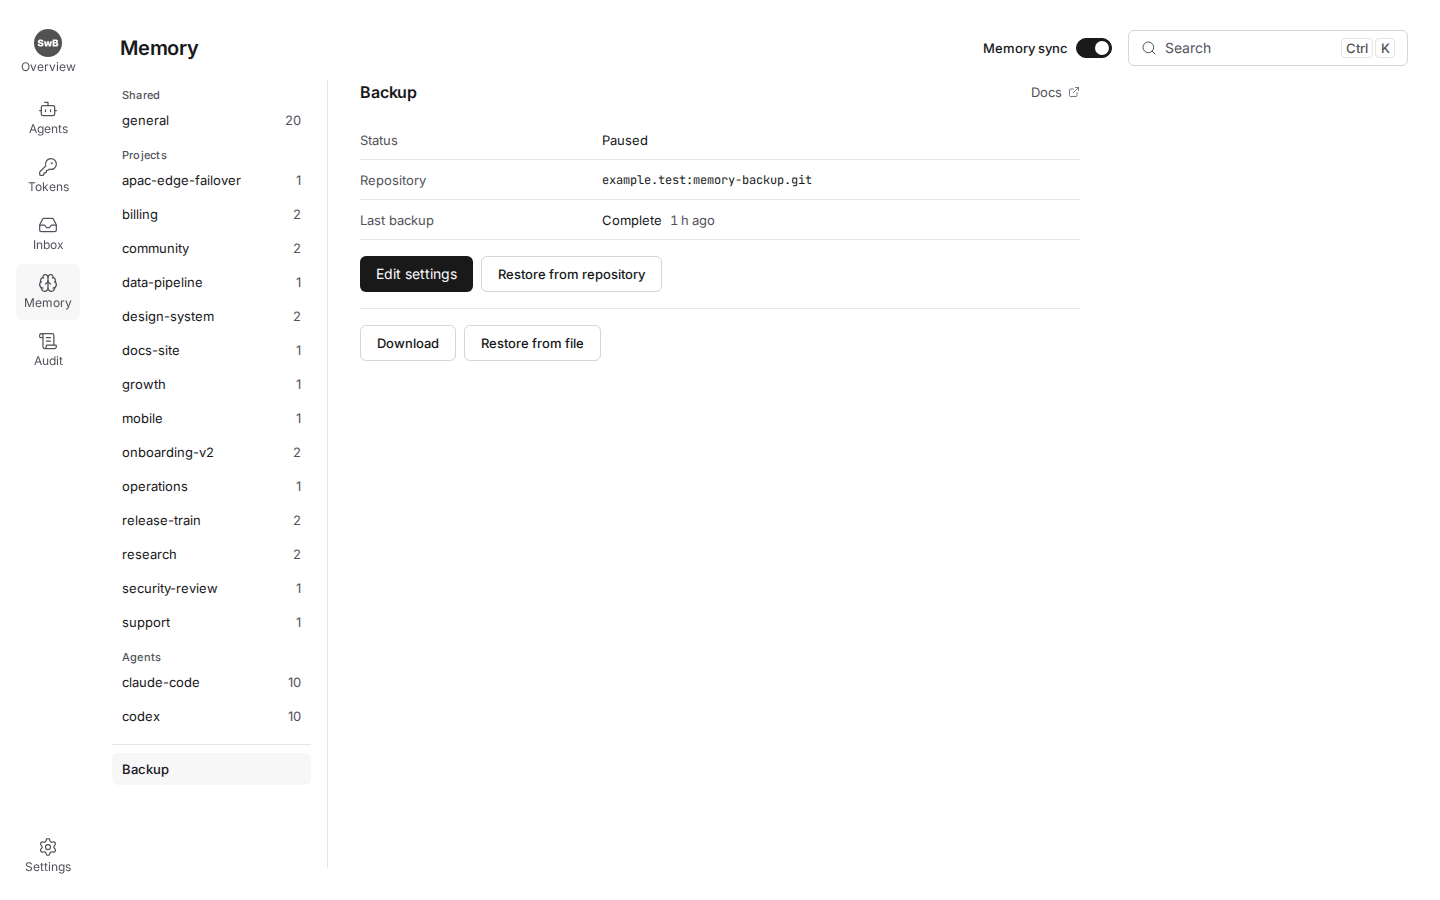 SwB
Overview
Agents
Tokens
Inbox
Memory
Audit
Settings
Memory
Memory sync
Search
Ctrl K
Shared
general 20
Projects
apac-edge-failover 1
billing 2
community 2
data-pipeline 1
design-system 2
docs-site 1
growth 1
mobile 1
onboarding-v2 2
operations 1
release-train 2
research 2
security-review 1
support 1
Agents
claude-code 10
codex 10
Backup
Backup
Docs
Status Paused
Repository example.test:memory-backup.git
Last backup Complete 1 h ago
Edit settings
Restore from repository
Download
Restore from file